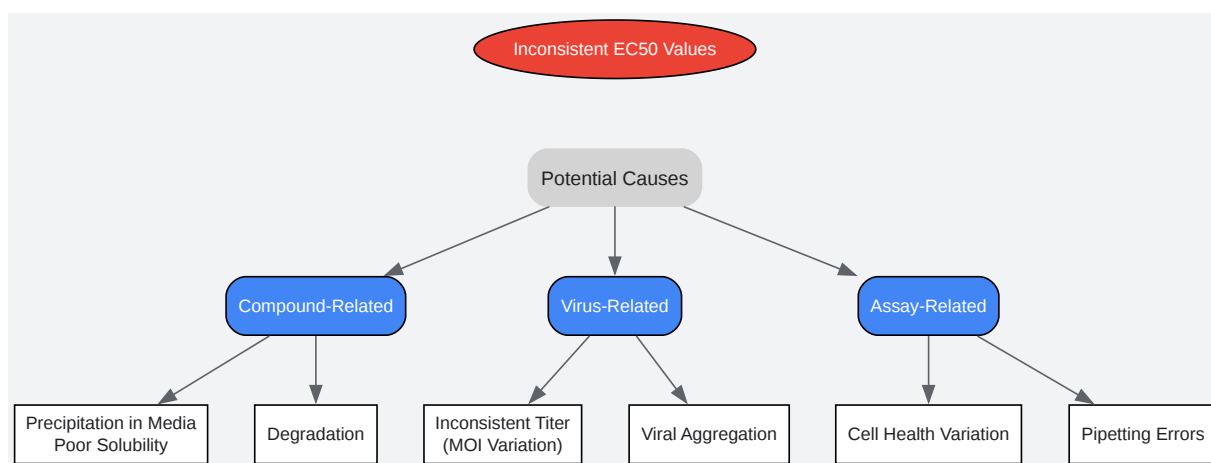 Inconsistent EC50 Values
Potential Causes
Compound-Related
Virus-Related
Assay-Related
Precipitation in Media
Poor Solubility
Degradation
Inconsistent Titer
(MOI Variation)
Viral Aggregation
Cell Health Variation
Pipetting Errors